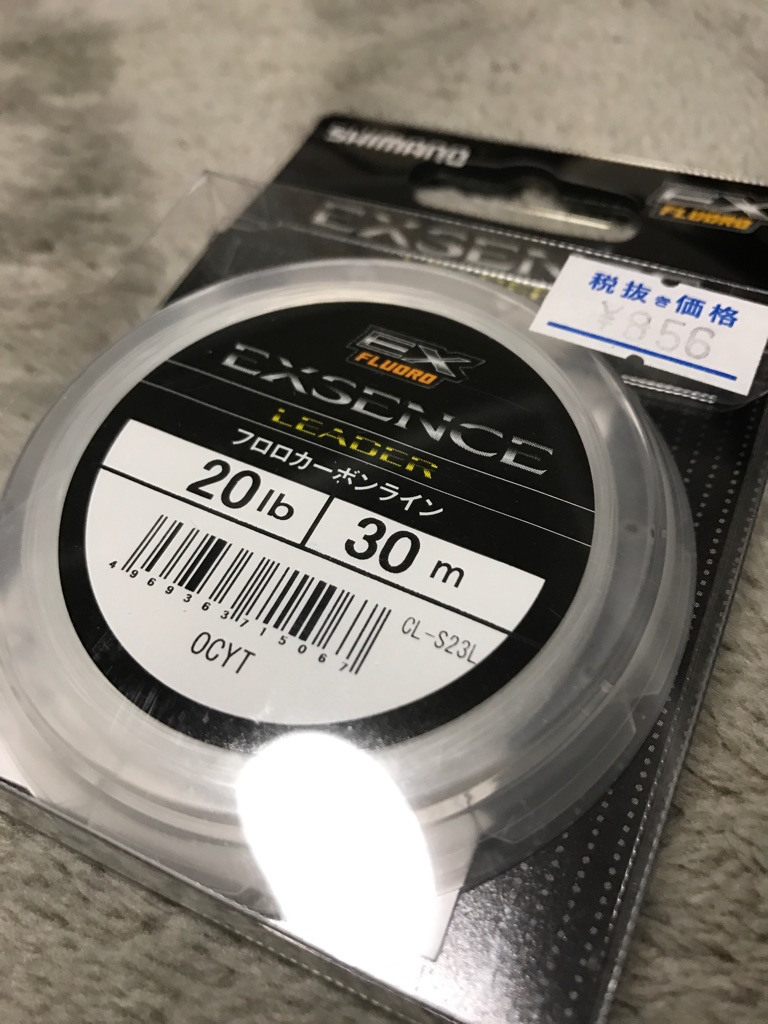 SHIMANO
EX
FLUORO
EXSEN
税抜き価格
¥856
EX
FLUORO
EXSENCE
LEADER
フロロカーボンライン
20lb
30m
4969363715067
CL-S23L
OCYT